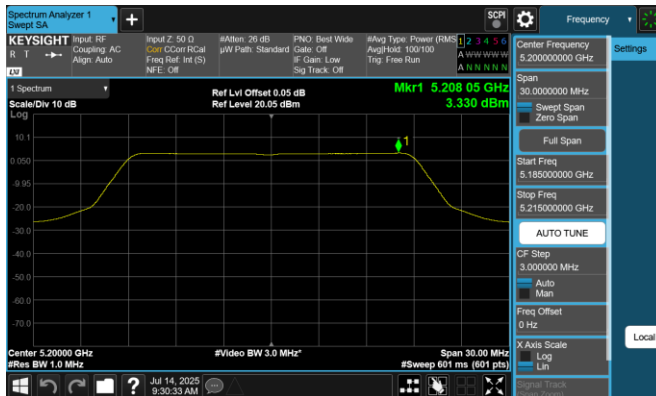 Spectrum Analyzer 1
Swept SA
SCPI
Frequency
KEYSIGHT
R T
LXI
Input: RF
Coupling: AC
Align: Auto
Input Z: 50 Ω
Corr CCorr RCal
Freq Ref: Int (S)
NFE: Off
#Atten: 26 dB
µW Path: Standard
PNO: Best Wide
Gate: Off
IF Gain: Low
Sig Track: Off
#Avg Type: Power (RMS)
Avg|Hold: 100/100
Trig: Free Run
1 2 3 4 5 6
A W W W W W
A N N N N N
1 Spectrum
Scale/Div 10 dB
Log
Ref Lvl Offset 0.05 dB
Ref Level 20.05 dBm
Mkr1 5.208 05 GHz
3.330 dBm
1
10.1
0.050
-9.95
-20.0
-30.0
-40.0
-50.0
-60.0
-70.0
Center 5.20000 GHz
#Video BW 3.0 MHz*
Span 30.00 MHz
#Res BW 1.0 MHz
#Sweep 601 ms (601 pts)
Jul 14, 2025
9:30:33 AM
?
Center Frequency
5.200000000 GHz
Settings
Span
30.0000000 MHz
Swept Span
Zero Span
Full Span
Start Freq
5.185000000 GHz
Stop Freq
5.215000000 GHz
AUTO TUNE
CF Step
3.000000 MHz
Auto
Man
Freq Offset
0 Hz
X Axis Scale
Log
Lin
Local
Signal Track
(Span Zoom)